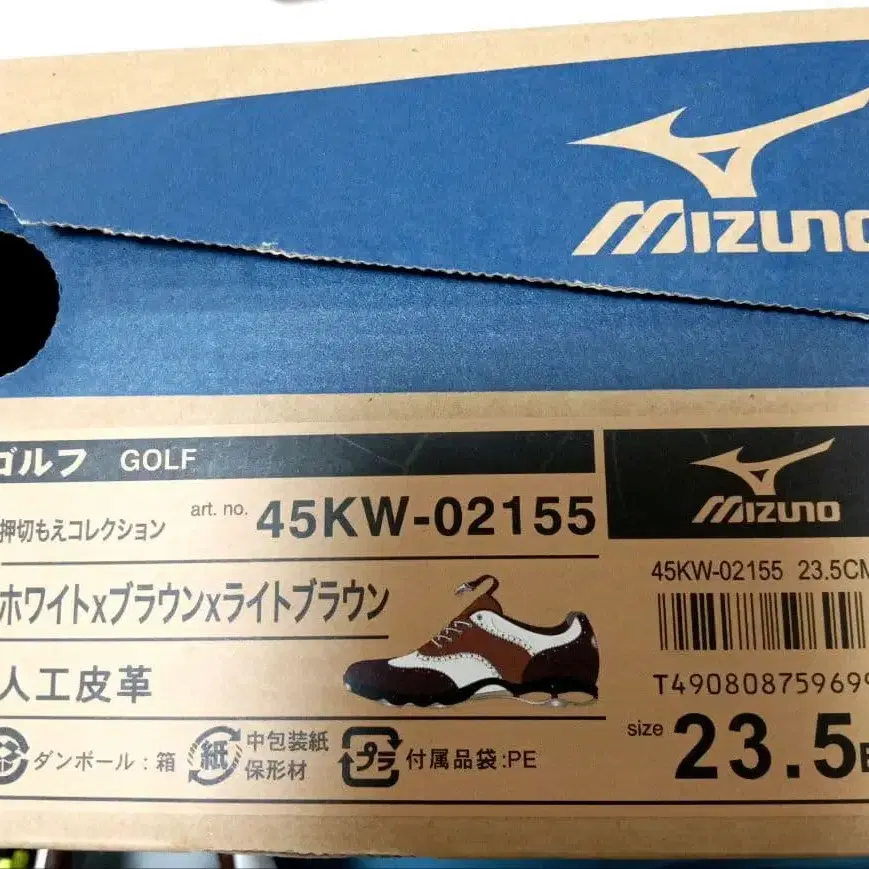 MIZUNO
ゴルフ GOLF
押切もえコレクション art. no. 45KW-02155
ホワイトxブラウンxライトブラウン
人工皮革
ダンボール：箱
紙 中包装紙
保形材
プラ 付属品袋:PE
MIZUNO
45KW-02155 23.5CM
T490808759699
size 23.5E